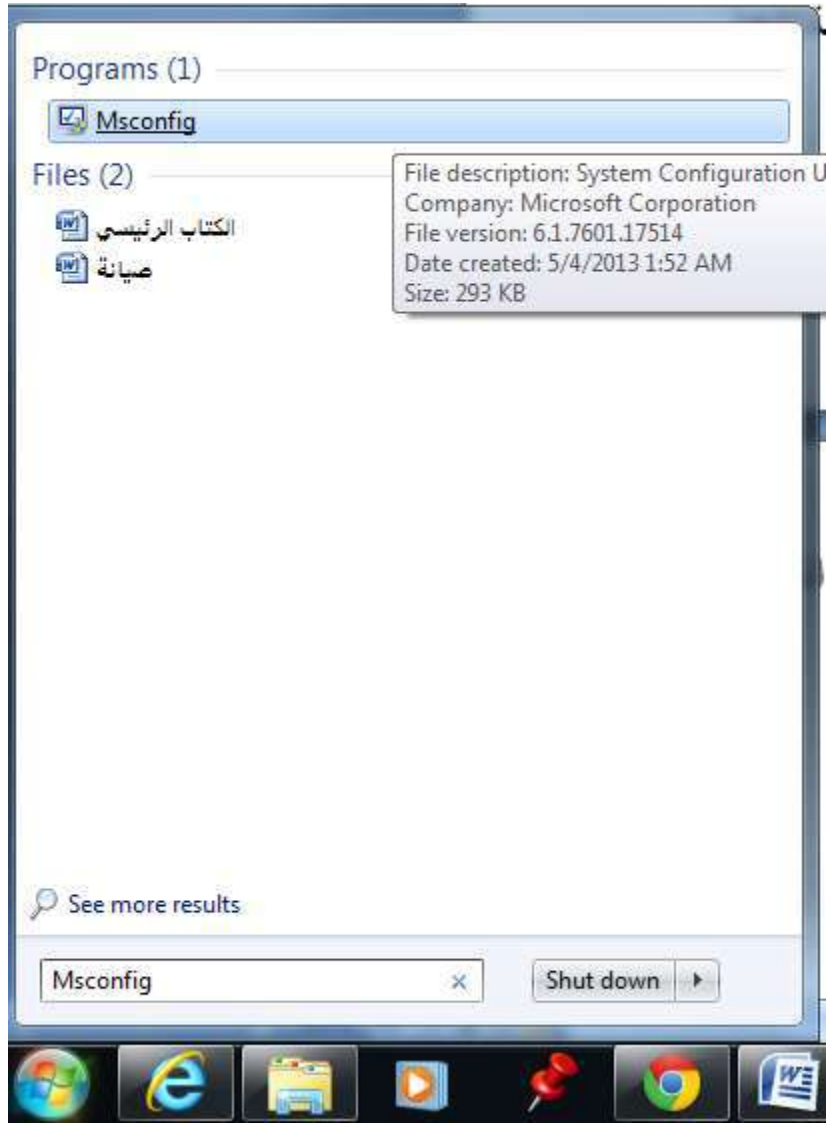 Programs (1)
Msconfig
Files (2)
الكتاب الرئيسي
صيانة
File description: System Configuration U
Company: Microsoft Corporation
File version: 6.1.7601.17514
Date created: 5/4/2013 1:52 AM
Size: 293 KB
See more results
Msconfig
Shut down